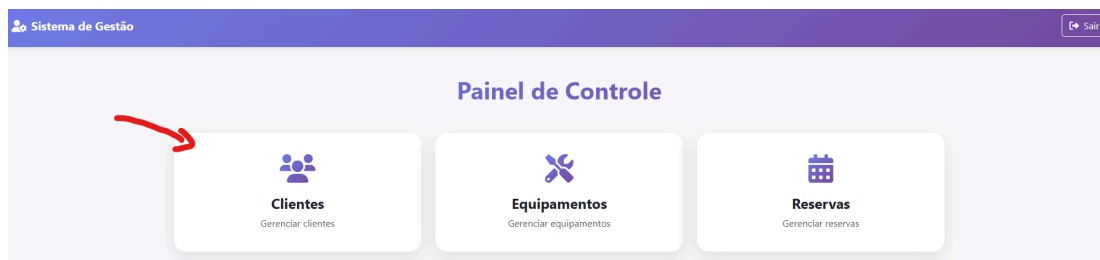 Sistema de Gestão
Sair
Painel de Controle
Clientes
Gerenciar clientes
Equipamentos
Gerenciar equipamentos
Reservas
Gerenciar reservas